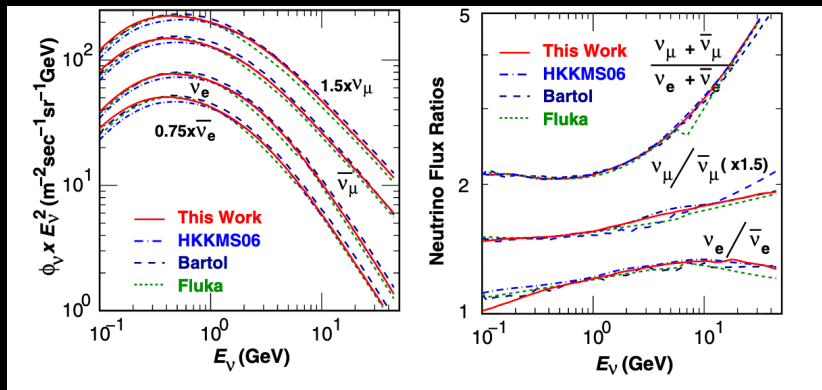 ϕ_ν x E_ν² (m⁻²sec⁻¹sr⁻¹GeV)
10²
10¹
10⁰
1.5xν_μ
ν_e
0.75xν̅_e
ν̅_μ
This Work
HKKMS06
Bartol
Fluka
10⁻¹
10⁰
10¹
E_ν (GeV)
Neutrino Flux Ratios
5
2
1
This Work
HKKMS06
Bartol
Fluka
ν_μ + ν̅_μ
ν_e + ν̅_e
ν_μ/ν̅_μ (x1.5)
ν_e/ν̅_e
10⁻¹
10⁰
10¹
E_ν (GeV)